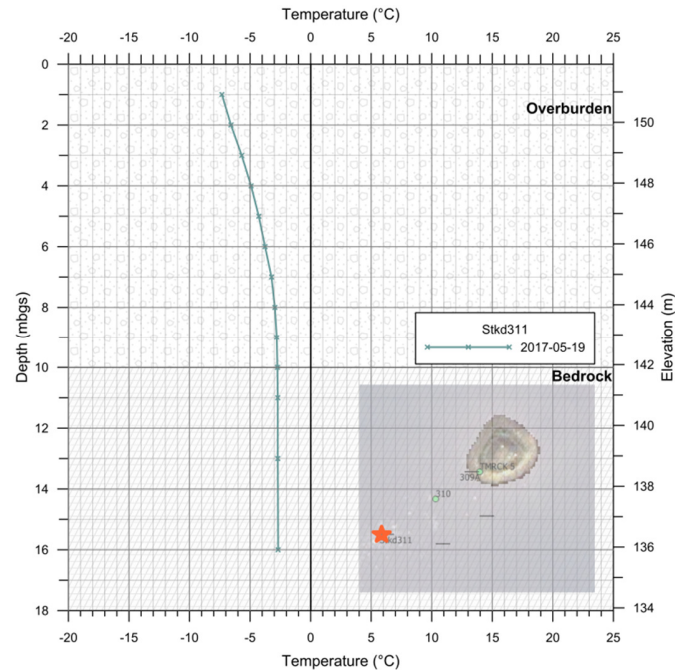 Temperature (°C)
-20 -15 -10 -5 0 5 10 15 20 25
0
Overburden
2 150
4 148
6 146
8 144
Stkd311
2017-05-19
Depth (mbgs)
Elevation (m)
10 142
Bedrock
12 140
TMRCK 5
14 138
310
Stkd311
16 136
18 134
-20 -15 -10 -5 0 5 10 15 20 25
Temperature (°C)